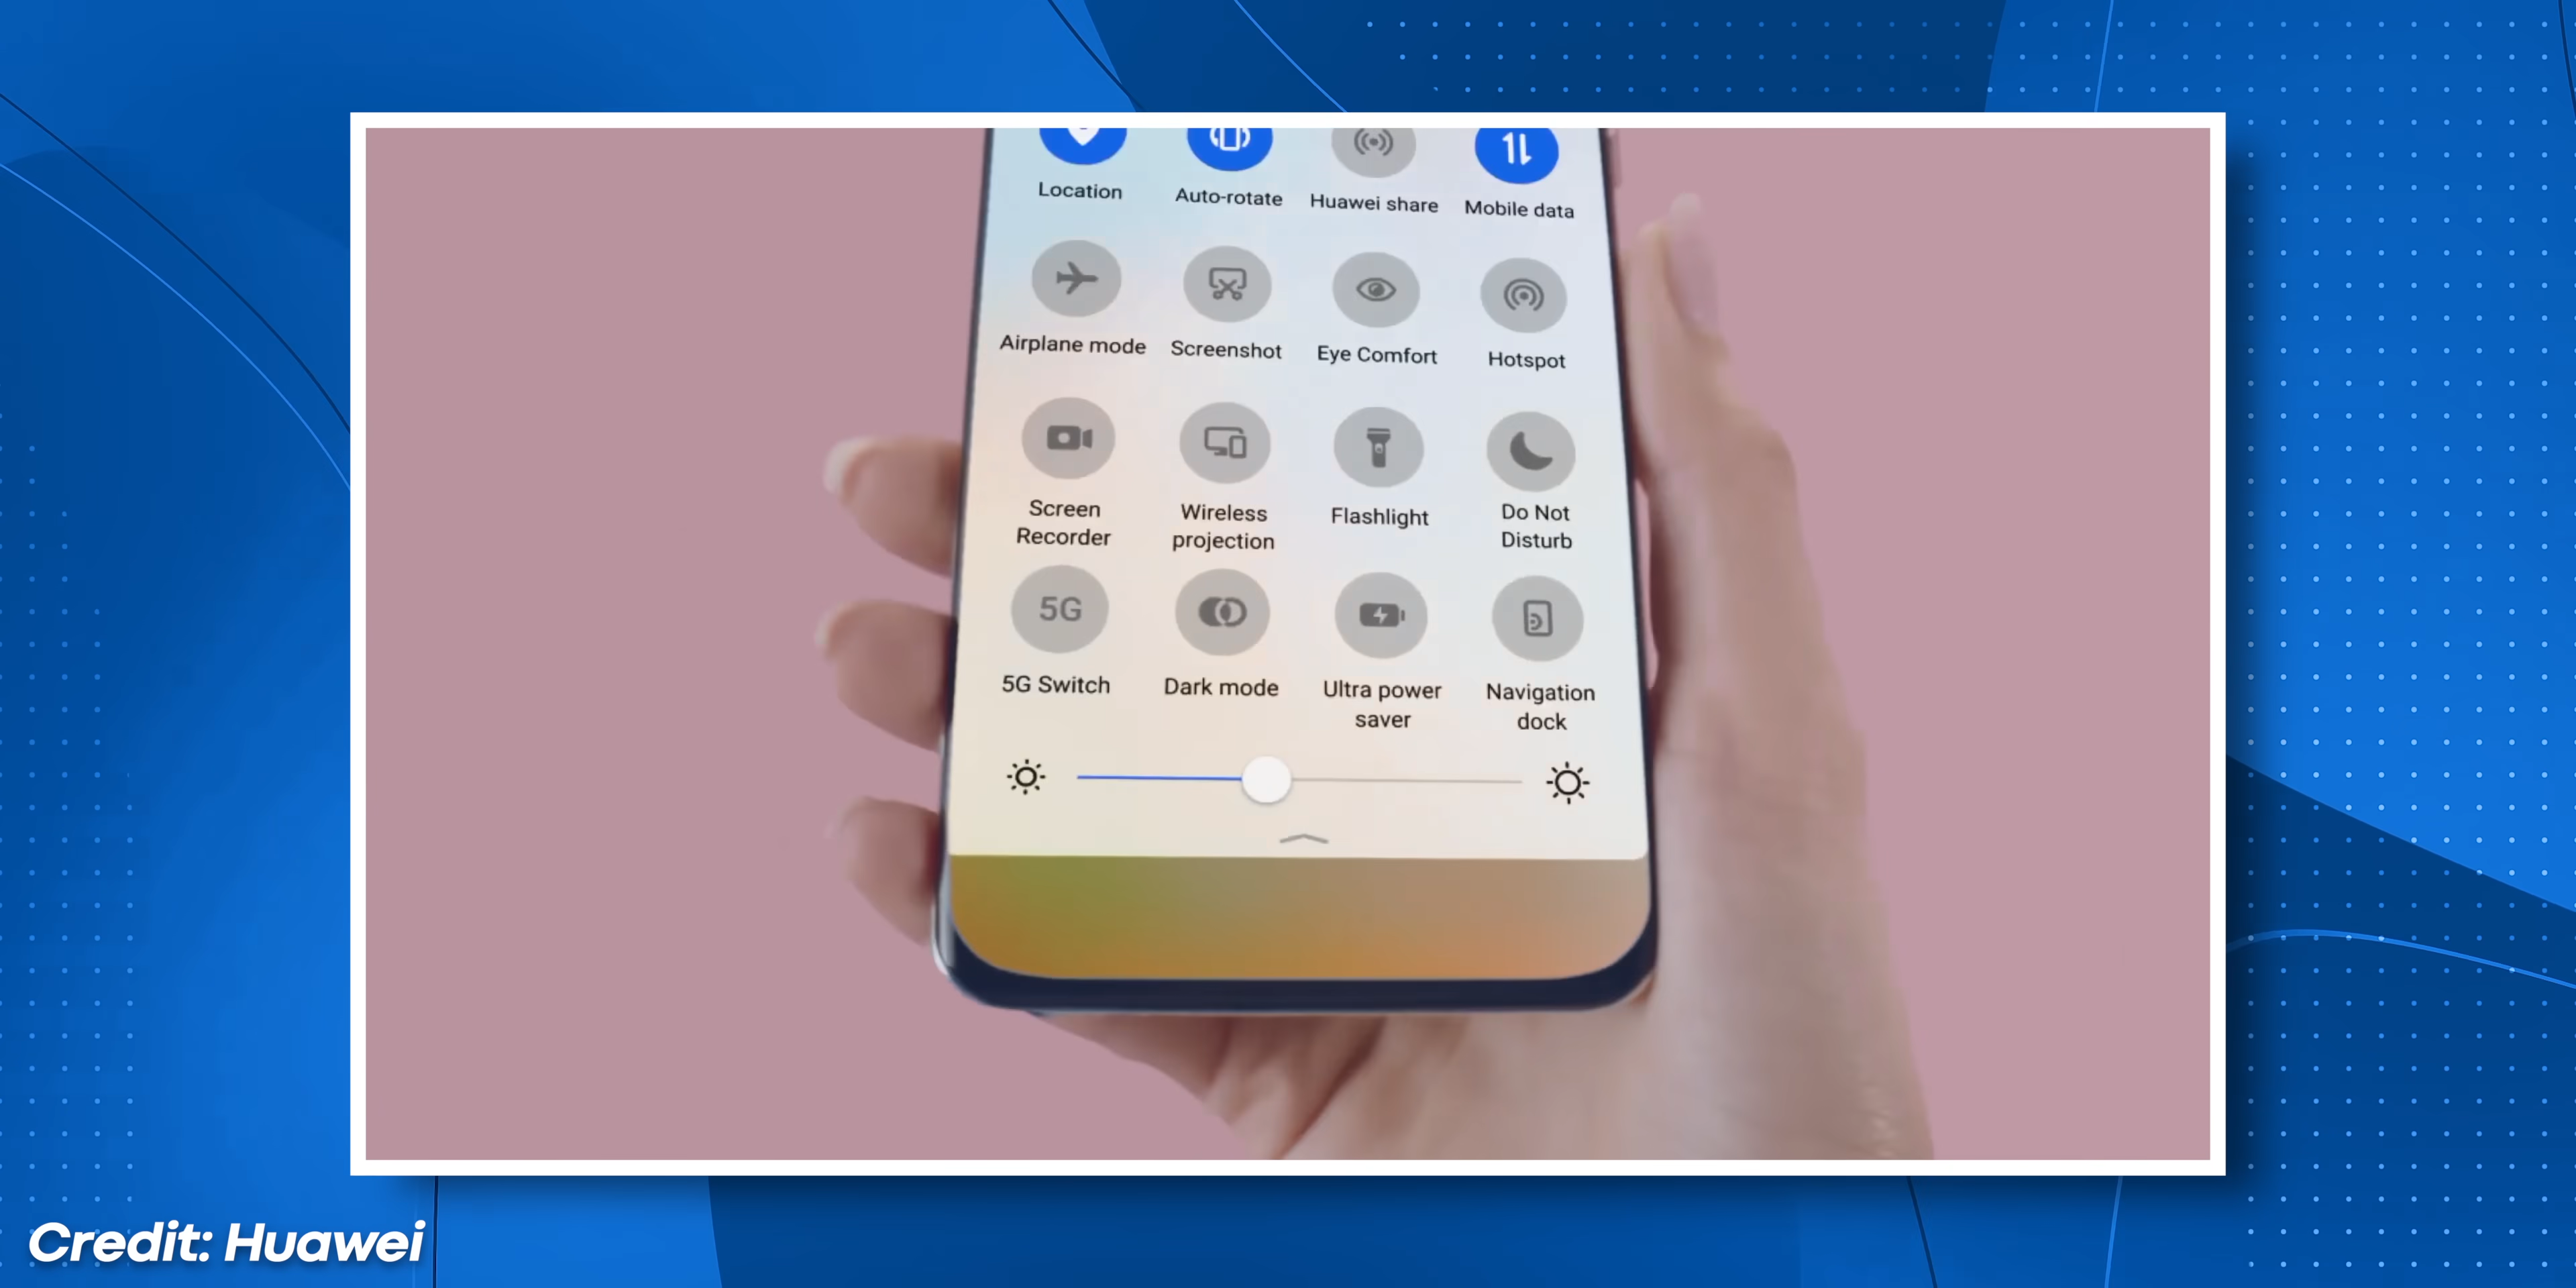 Location
Auto-rotate
Huawei share
Mobile data
Airplane mode
Screenshot
Eye Comfort
Hotspot
Screen
Recorder
Wireless
projection
Flashlight
Do Not
Disturb
5G
5G Switch
Dark mode
Ultra power
saver
Navigation
dock
Credit: Huawei